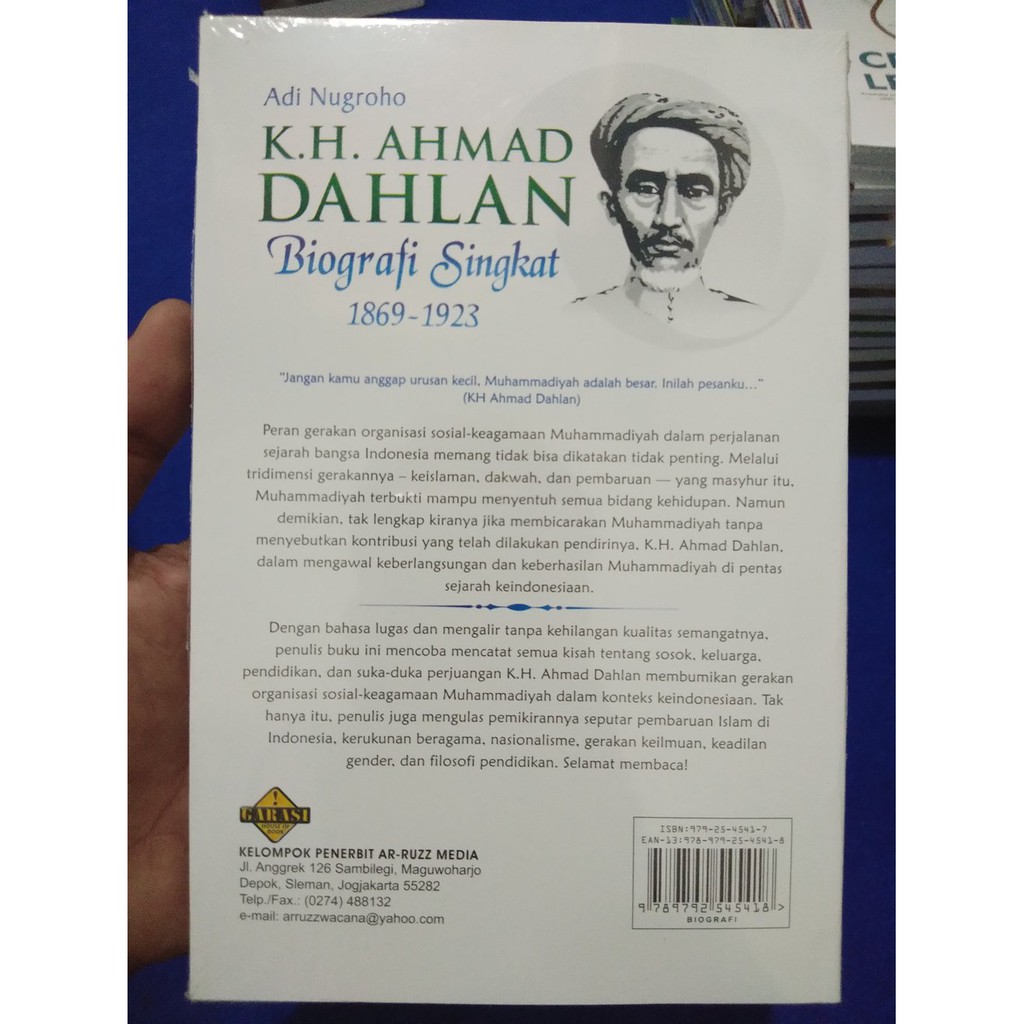 Adi Nugroho
K.H. AHMAD
DAHLAN
Biografi Singkat
1869-1923
"Jangan kamu anggap urusan kecil, Muhammadiyah adalah besar. Inilah pesanku..."
(KH Ahmad Dahlan)
Peran gerakan organisasi sosial-keagamaan Muhammadiyah dalam perjalanan
sejarah bangsa Indonesia memang tidak bisa dikatakan tidak penting. Melalui
tridimensi gerakannya – keislaman, dakwah, dan pembaruan — yang masyhur itu,
Muhammadiyah terbukti mampu menyentuh semua bidang kehidupan. Namun
demikian, tak lengkap kiranya jika membicarakan Muhammadiyah tanpa
menyebutkan kontribusi yang telah dilakukan pendirinya, K.H. Ahmad Dahlan,
dalam mengawal keberlangsungan dan keberhasilan Muhammadiyah di pentas
sejarah keindonesiaan.
Dengan bahasa lugas dan mengalir tanpa kehilangan kualitas semangatnya,
penulis buku ini mencoba mencatat semua kisah tentang sosok, keluarga,
pendidikan, dan suka-duka perjuangan K.H. Ahmad Dahlan membumikan gerakan
organisasi sosial-keagamaan Muhammadiyah dalam konteks keindonesiaan. Tak
hanya itu, penulis juga mengulas pemikirannya seputar pembaruan Islam di
Indonesia, kerukunan beragama, nasionalisme, gerakan keilmuan, keadilan
gender, dan filosofi pendidikan. Selamat membaca!
GARASI
HOUSE OF
BOOK
KELOMPOK PENERBIT AR-RUZZ MEDIA
Jl. Anggrek 126 Sambilegi, Maguwoharjo
Depok, Sleman, Jogjakarta 55282
Telp./Fax.: (0274) 488132
e-mail: arruzzwacana@yahoo.com
ISBN:979-25-4541-7
EAN-13:978-979-25-4541-8
9 789792 545418 >
BIOGRAFI